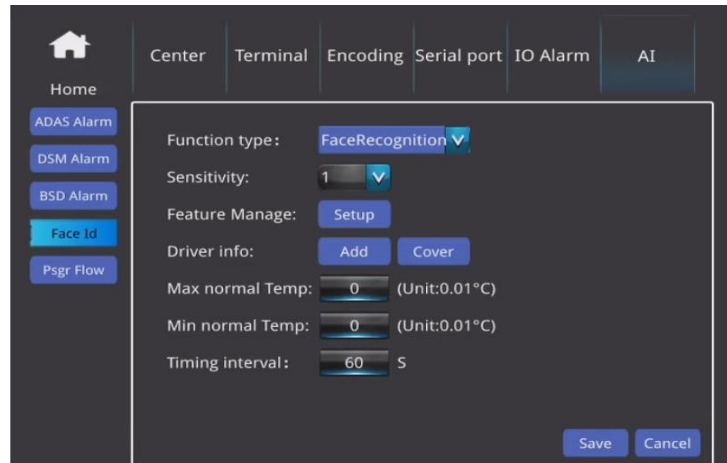 Home
Center Terminal Encoding Serial port IO Alarm AI
ADAS Alarm
DSM Alarm
BSD Alarm
Face Id
Psgr Flow
Function type: FaceRecognition
Sensitivity: 1
Feature Manage: Setup
Driver info: Add Cover
Max normal Temp: 0 (Unit:0.01°C)
Min normal Temp: 0 (Unit:0.01°C)
Timing interval: 60 S
Save Cancel